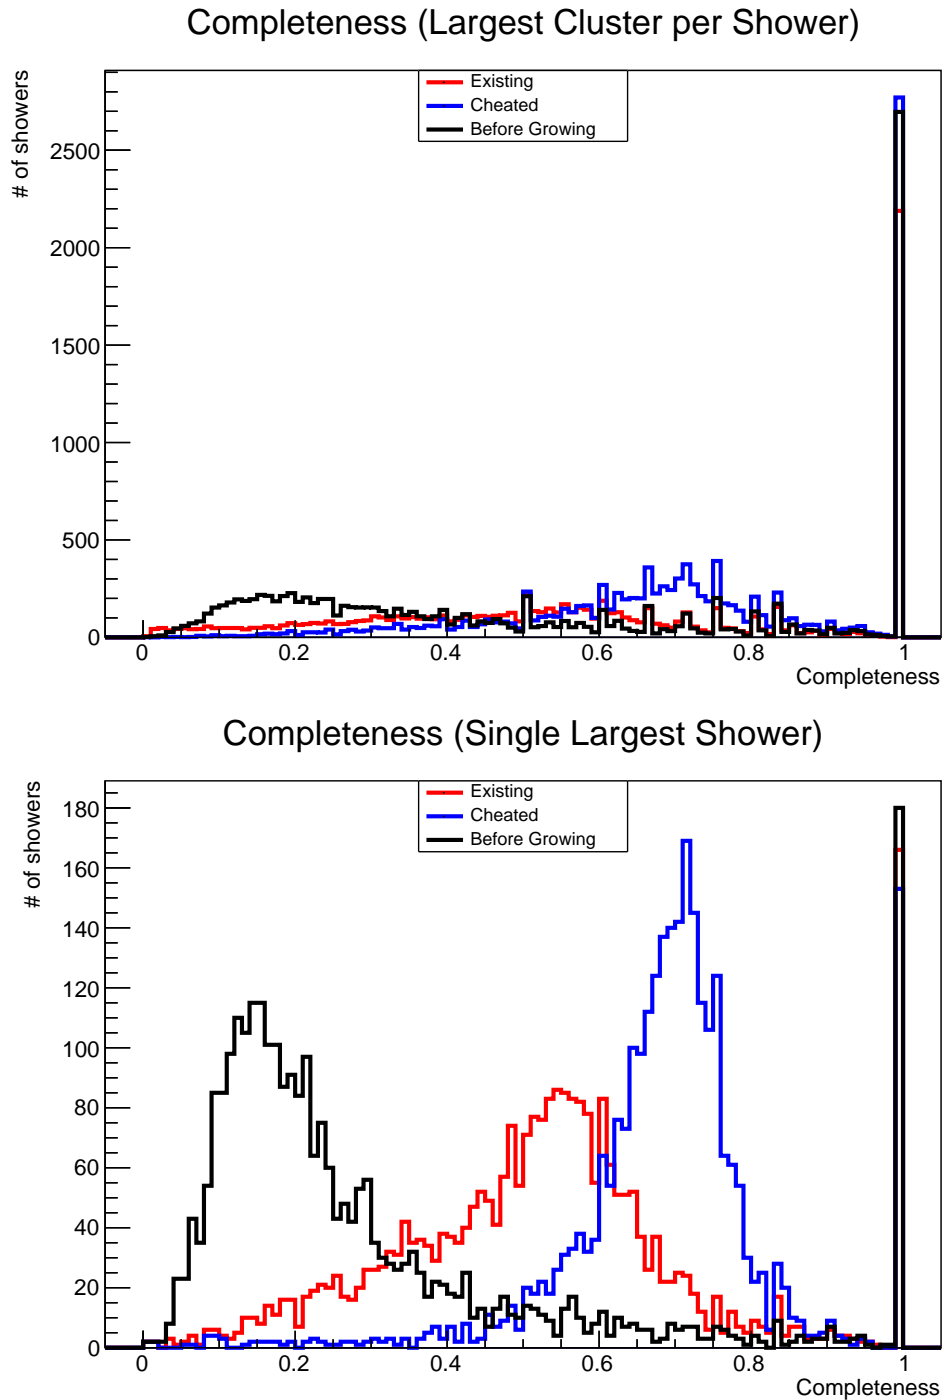 Completeness (Largest Cluster per Shower)
# of showers
Existing
Cheated
Before Growing
2500
2000
1500
1000
500
0
0 0.2 0.4 0.6 0.8 1
Completeness
Completeness (Single Largest Shower)
# of showers
Existing
Cheated
Before Growing
180
160
140
120
100
80
60
40
20
0
0 0.2 0.4 0.6 0.8 1
Completeness